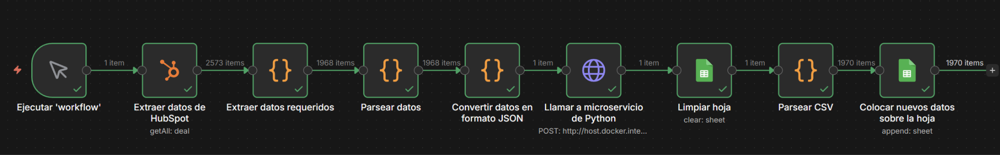 1 item
2573 items
1968 items
1968 items
1 item
1 item
1 item
1970 items
1970 items
Ejecutar 'workflow'
Extraer datos de
HubSpot
getAll: deal
Extraer datos requeridos
Parsear datos
Convertir datos en
formato JSON
Llamar a microservicio
de Python
POST: http://host.docker.inte...
Limpiar hoja
clear: sheet
Parsear CSV
Colocar nuevos datos
sobre la hoja
append: sheet